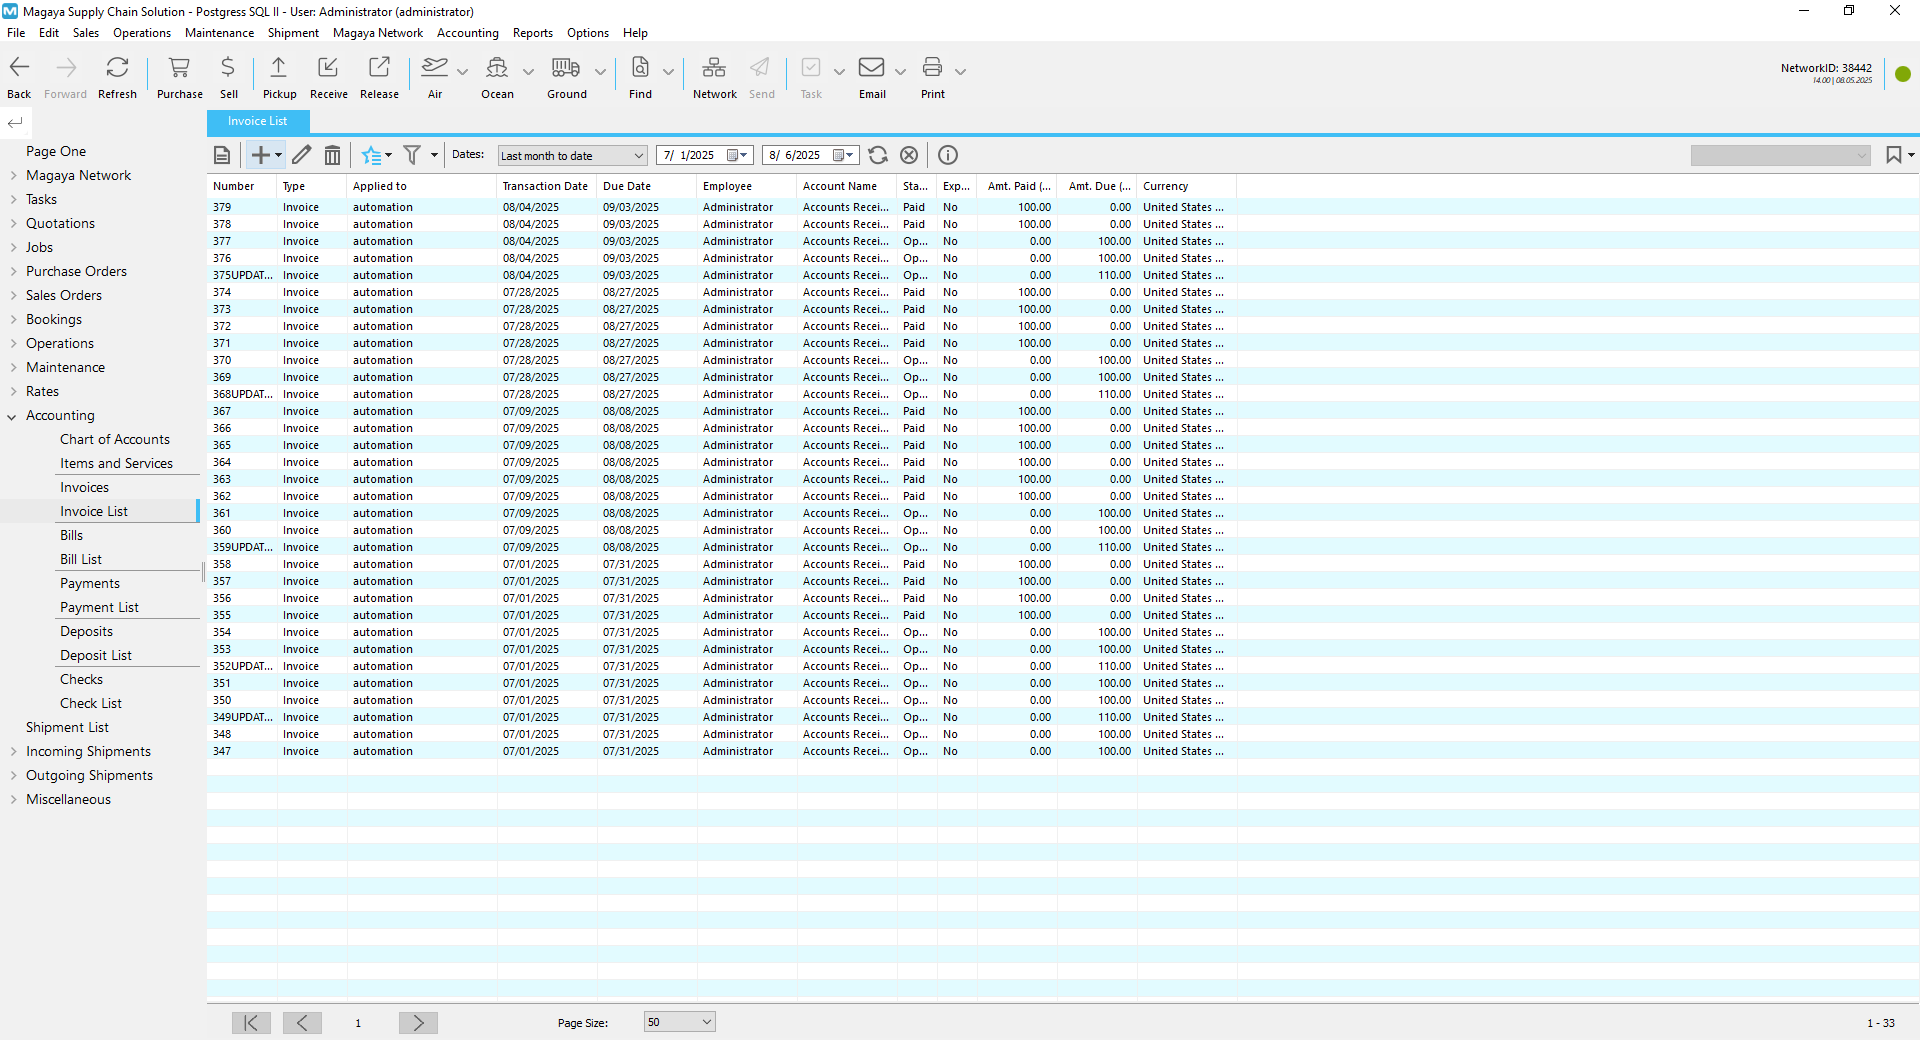 Magaya Supply Chain Solution - Postgress SQL II - User: Administrator (administrator)
File Edit Sales Operations Maintenance Shipment Magaya Network Accounting Reports Options Help
Back Forward Refresh Purchase Sell Pickup Receive Release Air Ocean Ground Find Network Send Task Email Print
NetworkID: 38442
14.00 | 08.05.2025
Page One
Magaya Network
Tasks
Quotations
Jobs
Purchase Orders
Sales Orders
Bookings
Operations
Maintenance
Rates
Accounting
Chart of Accounts
Items and Services
Invoices
Invoice List
Bills
Bill List
Payments
Payment List
Deposits
Deposit List
Checks
Check List
Shipment List
Incoming Shipments
Outgoing Shipments
Miscellaneous
Invoice List
Dates: Last month to date 7/ 1/2025 8/ 6/2025
Number Type Applied to Transaction Date Due Date Employee Account Name Sta... Exp... Amt. Paid (... Amt. Due (... Currency
379 Invoice automation 08/04/2025 09/03/2025 Administrator Accounts Recei... Paid No 100.00 0.00 United States ...
378 Invoice automation 08/04/2025 09/03/2025 Administrator Accounts Recei... Paid No 100.00 0.00 United States ...
377 Invoice automation 08/04/2025 09/03/2025 Administrator Accounts Recei... Op... No 0.00 100.00 United States ...
376 Invoice automation 08/04/2025 09/03/2025 Administrator Accounts Recei... Op... No 0.00 100.00 United States ...
375UPDAT... Invoice automation 08/04/2025 09/03/2025 Administrator Accounts Recei... Op... No 0.00 110.00 United States ...
374 Invoice automation 07/28/2025 08/27/2025 Administrator Accounts Recei... Paid No 100.00 0.00 United States ...
373 Invoice automation 07/28/2025 08/27/2025 Administrator Accounts Recei... Paid No 100.00 0.00 United States ...
372 Invoice automation 07/28/2025 08/27/2025 Administrator Accounts Recei... Paid No 100.00 0.00 United States ...
371 Invoice automation 07/28/2025 08/27/2025 Administrator Accounts Recei... Paid No 100.00 0.00 United States ...
370 Invoice automation 07/28/2025 08/27/2025 Administrator Accounts Recei... Op... No 0.00 100.00 United States ...
369 Invoice automation 07/28/2025 08/27/2025 Administrator Accounts Recei... Op... No 0.00 100.00 United States ...
368UPDAT... Invoice automation 07/28/2025 08/27/2025 Administrator Accounts Recei... Op... No 0.00 110.00 United States ...
367 Invoice automation 07/09/2025 08/08/2025 Administrator Accounts Recei... Paid No 100.00 0.00 United States ...
366 Invoice automation 07/09/2025 08/08/2025 Administrator Accounts Recei... Paid No 100.00 0.00 United States ...
365 Invoice automation 07/09/2025 08/08/2025 Administrator Accounts Recei... Paid No 100.00 0.00 United States ...
364 Invoice automation 07/09/2025 08/08/2025 Administrator Accounts Recei... Paid No 100.00 0.00 United States ...
363 Invoice automation 07/09/2025 08/08/2025 Administrator Accounts Recei... Paid No 100.00 0.00 United States ...
362 Invoice automation 07/09/2025 08/08/2025 Administrator Accounts Recei... Paid No 100.00 0.00 United States ...
361 Invoice automation 07/09/2025 08/08/2025 Administrator Accounts Recei... Op... No 0.00 100.00 United States ...
360 Invoice automation 07/09/2025 08/08/2025 Administrator Accounts Recei... Op... No 0.00 100.00 United States ...
359UPDAT... Invoice automation 07/09/2025 08/08/2025 Administrator Accounts Recei... Op... No 0.00 110.00 United States ...
358 Invoice automation 07/01/2025 07/31/2025 Administrator Accounts Recei... Paid No 100.00 0.00 United States ...
357 Invoice automation 07/01/2025 07/31/2025 Administrator Accounts Recei... Paid No 100.00 0.00 United States ...
356 Invoice automation 07/01/2025 07/31/2025 Administrator Accounts Recei... Paid No 100.00 0.00 United States ...
355 Invoice automation 07/01/2025 07/31/2025 Administrator Accounts Recei... Paid No 100.00 0.00 United States ...
354 Invoice automation 07/01/2025 07/31/2025 Administrator Accounts Recei... Op... No 0.00 100.00 United States ...
353 Invoice automation 07/01/2025 07/31/2025 Administrator Accounts Recei... Op... No 0.00 100.00 United States ...
352UPDAT... Invoice automation 07/01/2025 07/31/2025 Administrator Accounts Recei... Op... No 0.00 110.00 United States ...
351 Invoice automation 07/01/2025 07/31/2025 Administrator Accounts Recei... Op... No 0.00 100.00 United States ...
350 Invoice automation 07/01/2025 07/31/2025 Administrator Accounts Recei... Op... No 0.00 100.00 United States ...
349UPDAT... Invoice automation 07/01/2025 07/31/2025 Administrator Accounts Recei... Op... No 0.00 110.00 United States ...
348 Invoice automation 07/01/2025 07/31/2025 Administrator Accounts Recei... Op... No 0.00 100.00 United States ...
347 Invoice automation 07/01/2025 07/31/2025 Administrator Accounts Recei... Op... No 0.00 100.00 United States ...
1 Page Size: 50 1 - 33